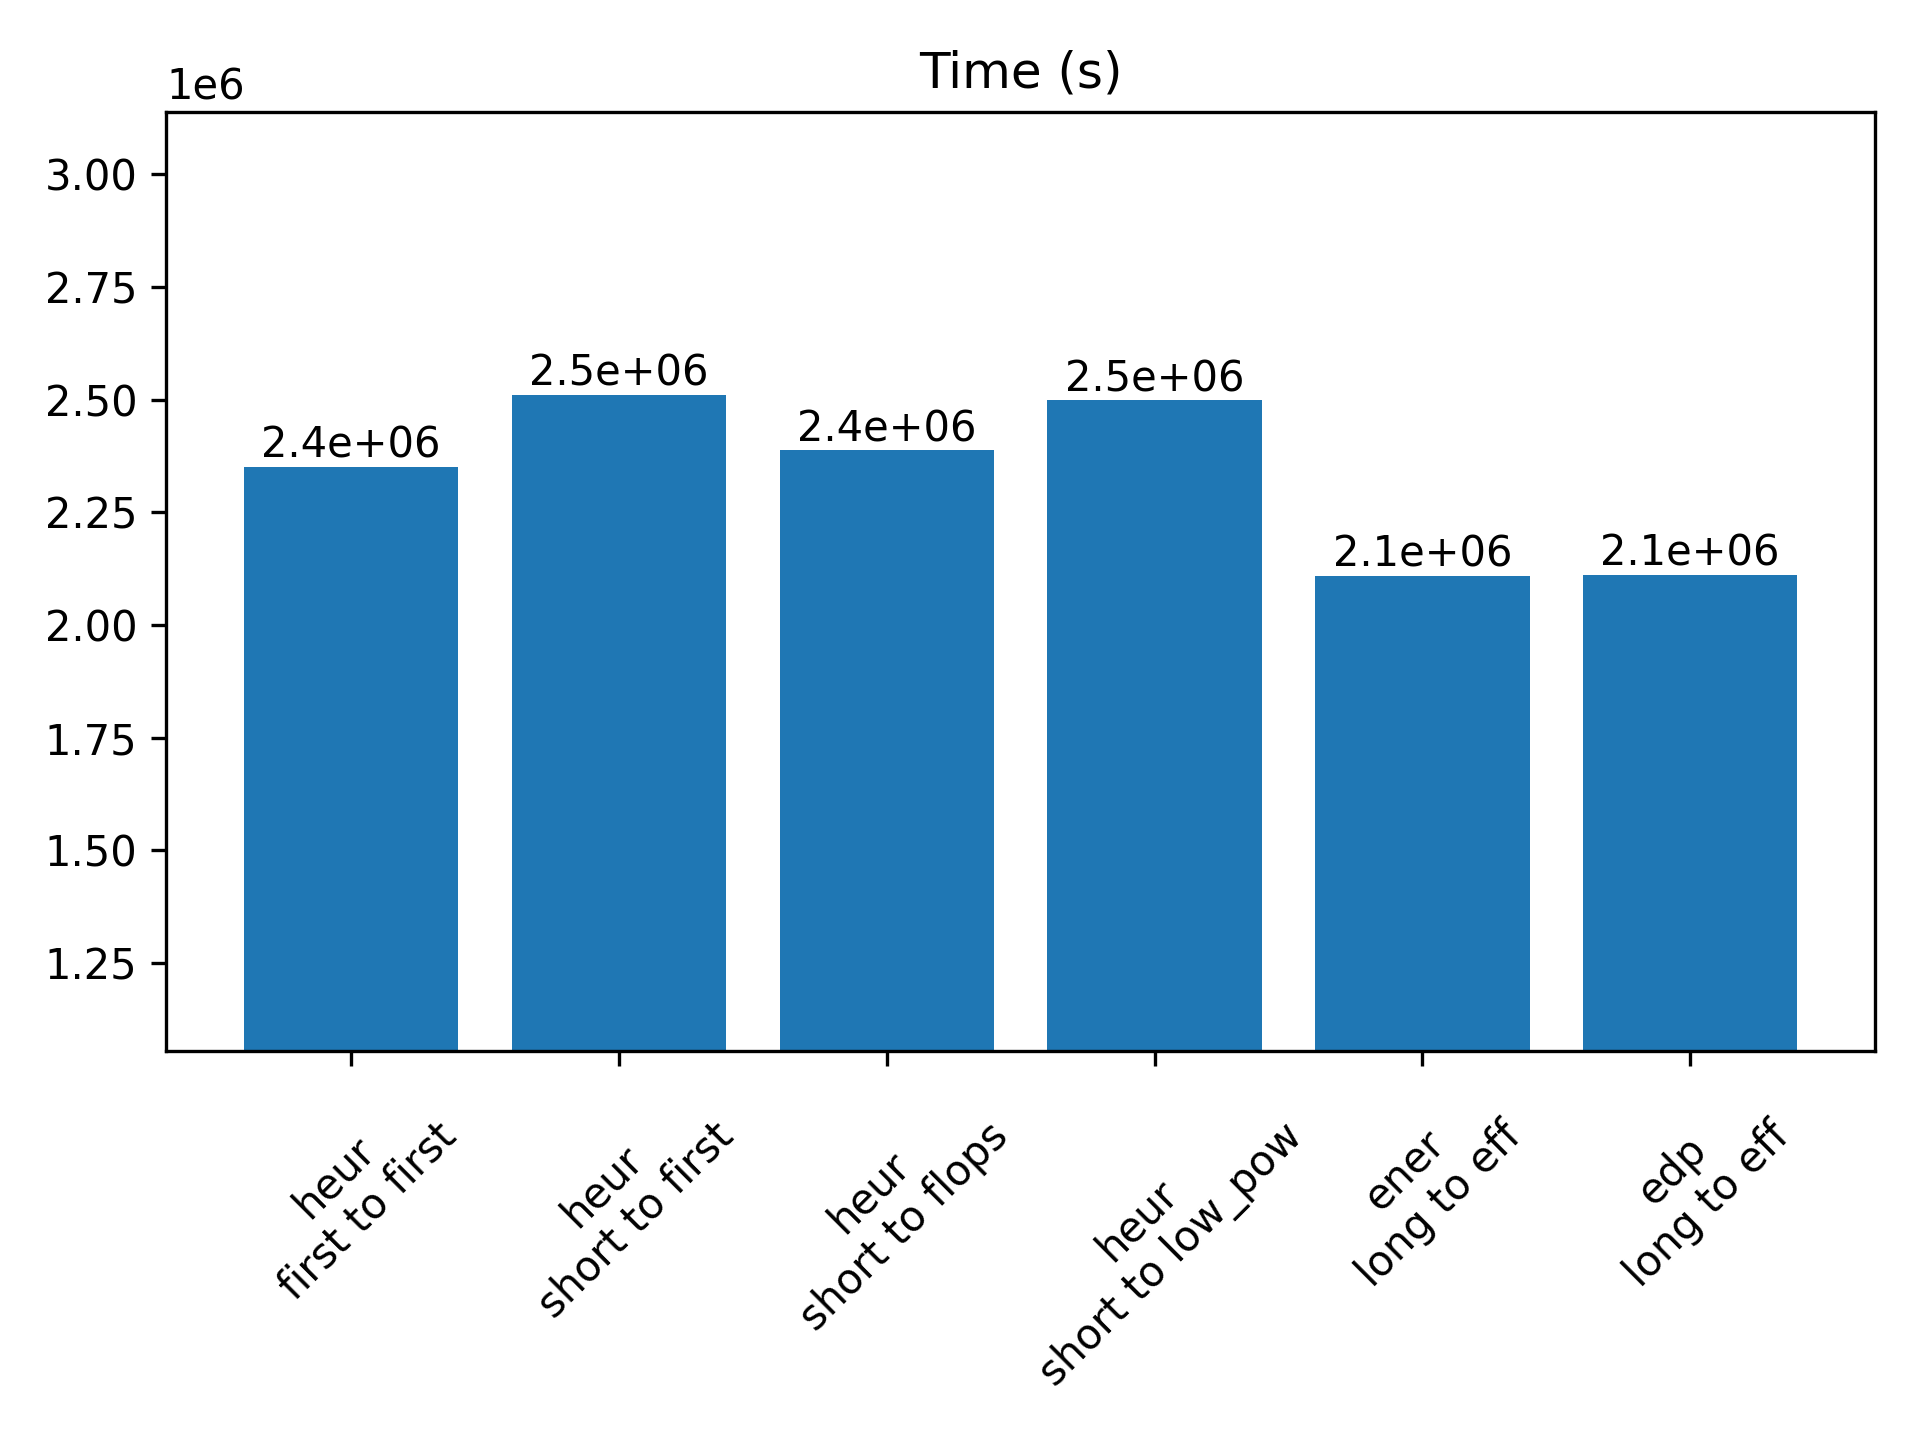 Time (s)
1e6
3.00
2.75
2.50
2.25
2.00
1.75
1.50
1.25
2.4e+06
2.5e+06
2.4e+06
2.5e+06
2.1e+06
2.1e+06
heur
first to first
heur
short to first
heur
short to flops
heur
short to low_pow
ener
long to eff
edp
long to eff